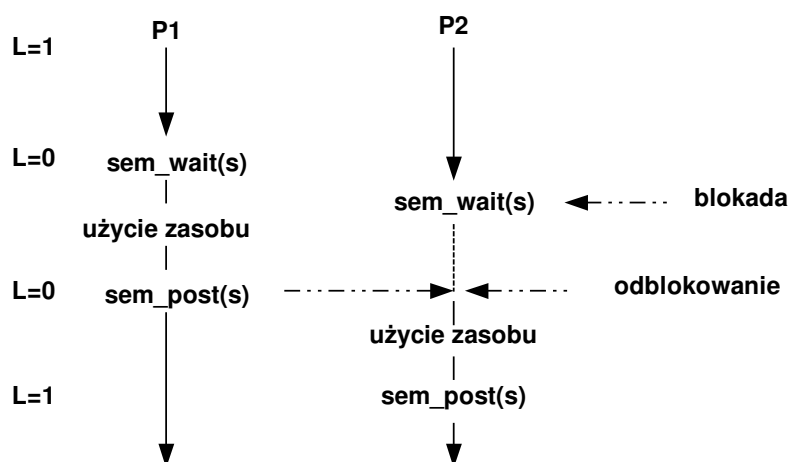 P1 P2
L=1
L=0 sem_wait(s)
sem_wait(s) blokada
użycie zasobu
L=0 sem_post(s) odblokowanie
użycie zasobu
L=1 sem_post(s)